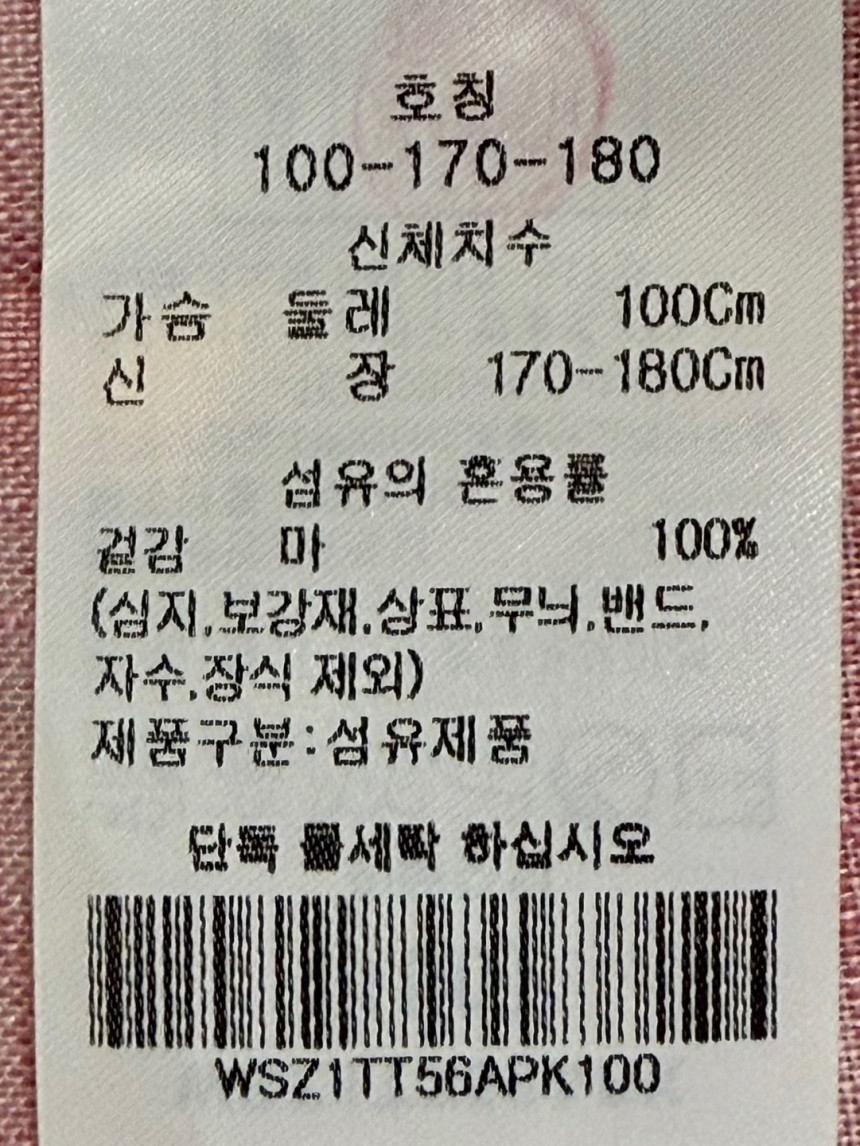 호칭
100-170-180
신체치수
가슴 둘레 100Cm
신 장 170-180Cm
섬유의 혼용률
겉감 마 100%
(심지.보강재.상표.무늬.밴드.
자수.장식 제외)
제품구분:섬유제품
단독 물세탁 하십시오
WSZ1TT56APK100